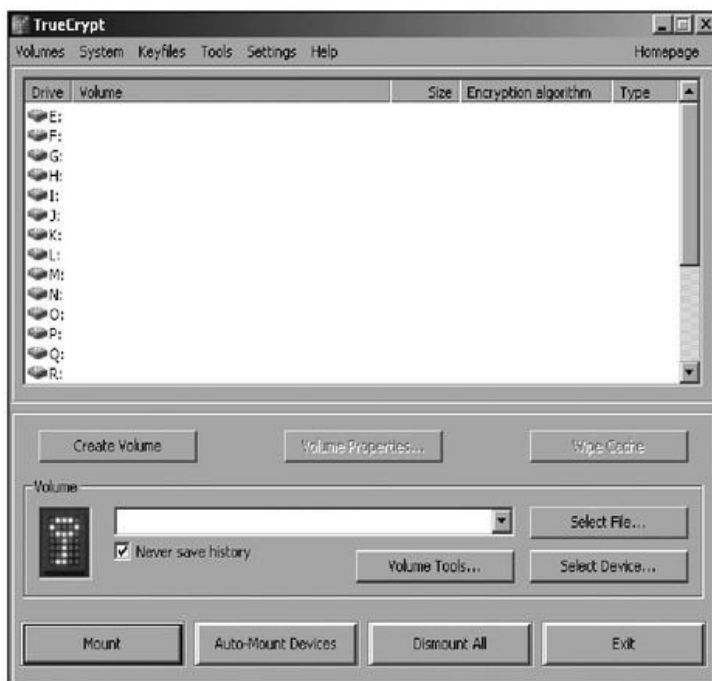 TrueCrypt
Volumes System Keyfiles Tools Settings Help Homepage
Drive Volume Size Encryption algorithm Type
E:
F:
G:
H:
I:
J:
K:
L:
M:
N:
O:
P:
Q:
R:
Create Volume Volume Properties... Wipe Cache
Volume
Never save history
Select File...
Volume Tools... Select Device...
Mount Auto-Mount Devices Dismount All Exit